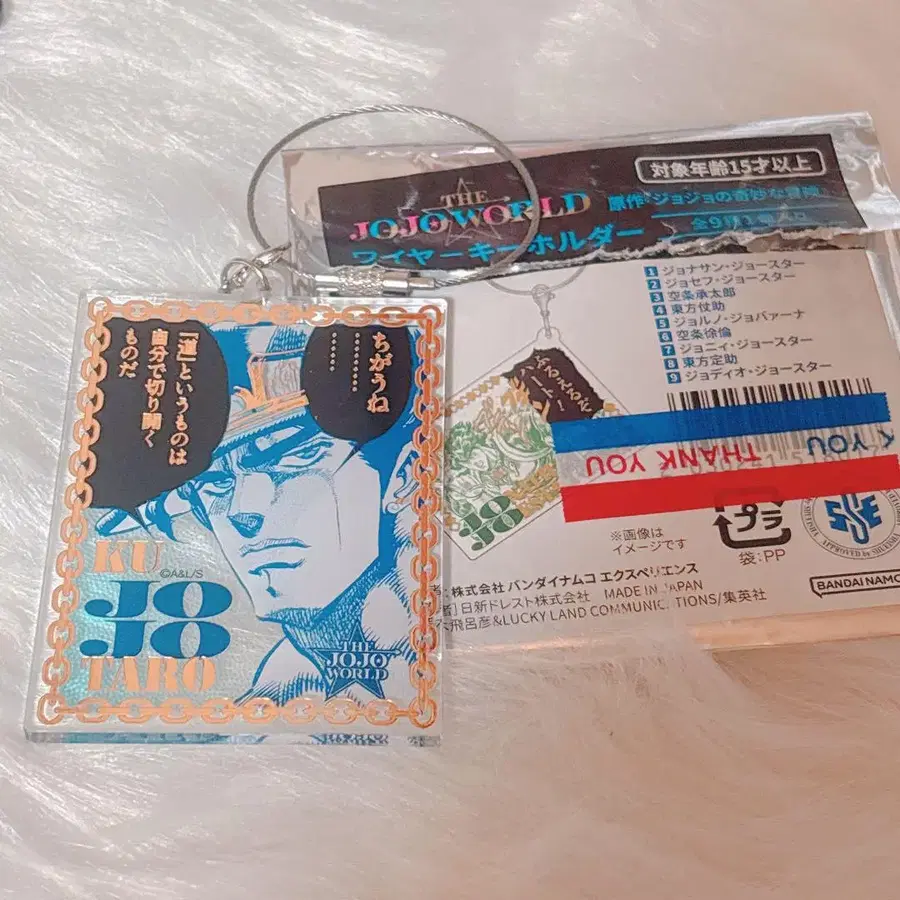 ちがうね
…………
…………
「道」というものは
自分で切り開く
ものだ
KU
©A&L/S
JO
JO
TARO
THE
JOJO
WORLD
対象年齢15才以上
THE
JOJO WORLD
原作・ジョジョの奇妙な冒険
ワイヤーキーホルダー
全9種
1 ジョナサン・ジョースター
2 ジョセフ・ジョースター
3 空条承太郎
4 東方仗助
5 ジョルノ・ジョバァーナ
6 空条徐倫
7 ジョニィ・ジョースター
8 東方定助
9 ジョディオ・ジョースター
JO
JO
YOU
THANK YOU
※画像は
イメージです
プラ
袋:PP
BANDAI NAMCO
株式会社 バンダイナムコ エクスペリエンス
日新ドレスト株式会社 MADE IN JAPAN
飛呂彦&LUCKY LAND COMMUNICATIONS/集英社